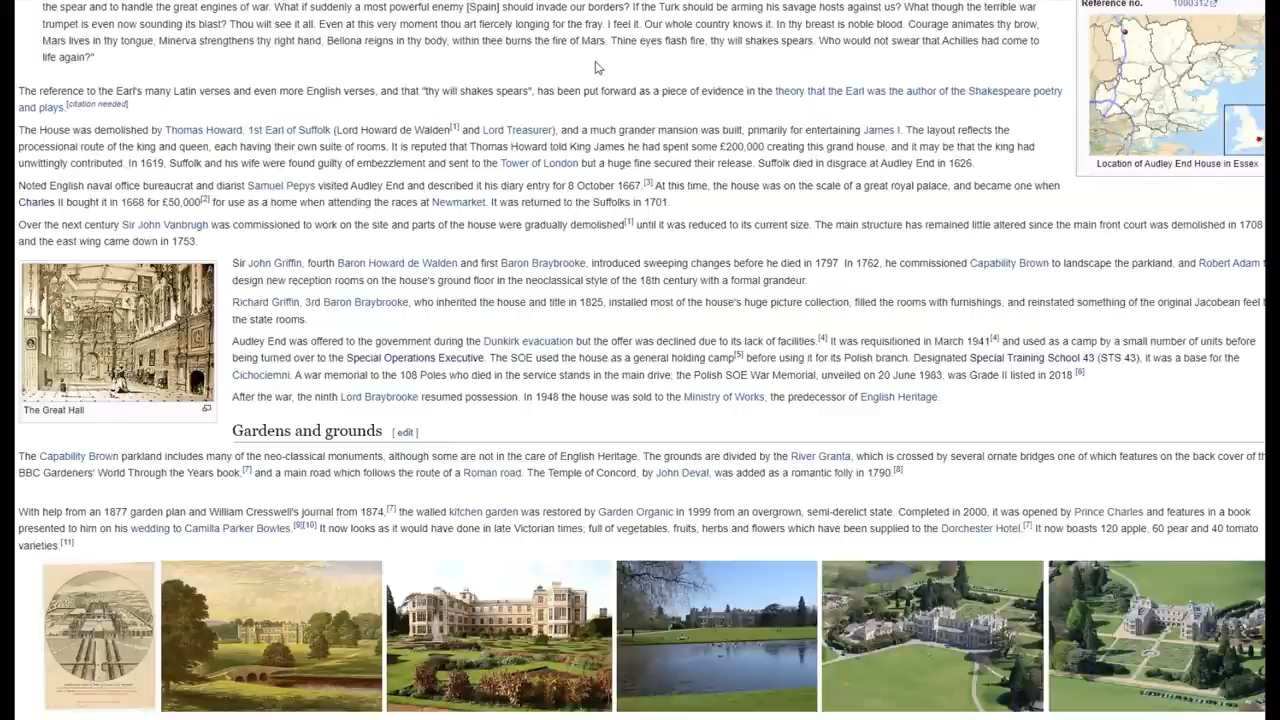 the spear and to handle the great engines of war. What if suddenly a most powerful enemy [Spain] should invade our borders? If the Turk should be arming his savage hosts against us? What though the terrible war
trumpet is even now sounding its blast? Thou wilt see it all. Even at this very moment thou art fiercely longing for the fray. I feel it. Our whole country knows it. In thy breast is noble blood. Courage animates thy brow,
Mars lives in thy tongue, Minerva strengthens thy right hand, Bellona reigns in thy body, within thee burns the fire of Mars. Thine eyes flash fire, thy will shakes spears. Who would not swear that Achilles had come to
life again?"
Reference no. 1000312
Location of Audley End House in Essex
The reference to the Earl's many Latin verses and even more English verses, and that "thy will shakes spears", has been put forward as a piece of evidence in the theory that the Earl was the author of the Shakespeare poetry
and plays.[citation needed]
The House was demolished by Thomas Howard, 1st Earl of Suffolk (Lord Howard de Walden[1] and Lord Treasurer), and a much grander mansion was built, primarily for entertaining James I. The layout reflects the
processional route of the king and queen, each having their own suite of rooms. It is reputed that Thomas Howard told King James he had spent some £200,000 creating this grand house, and it may be that the king had
unwittingly contributed. In 1619, Suffolk and his wife were found guilty of embezzlement and sent to the Tower of London but a huge fine secured their release. Suffolk died in disgrace at Audley End in 1626.
Noted English naval office bureaucrat and diarist Samuel Pepys visited Audley End and described it his diary entry for 8 October 1667.[3] At this time, the house was on the scale of a great royal palace, and became one when
Charles II bought it in 1668 for £50,000[2] for use as a home when attending the races at Newmarket. It was returned to the Suffolks in 1701.
Over the next century Sir John Vanbrugh was commissioned to work on the site and parts of the house were gradually demolished[1] until it was reduced to its current size. The main structure has remained little altered since the main front court was demolished in 1708
and the east wing came down in 1753.
Sir John Griffin, fourth Baron Howard de Walden and first Baron Braybrooke, introduced sweeping changes before he died in 1797. In 1762, he commissioned Capability Brown to landscape the parkland, and Robert Adam
design new reception rooms on the house's ground floor in the neoclassical style of the 18th century with a formal grandeur.
Richard Griffin, 3rd Baron Braybrooke, who inherited the house and title in 1825, installed most of the house's huge picture collection, filled the rooms with furnishings, and reinstated something of the original Jacobean feel
the state rooms.
Audley End was offered to the government during the Dunkirk evacuation but the offer was declined due to its lack of facilities.[4] It was requisitioned in March 1941[4] and used as a camp by a small number of units before
being turned over to the Special Operations Executive. The SOE used the house as a general holding camp[5] before using it for its Polish branch. Designated Special Training School 43 (STS 43), it was a base for the
Cichociemni. A war memorial to the 108 Poles who died in the service stands in the main drive; the Polish SOE War Memorial, unveiled on 20 June 1983, was Grade II listed in 2018.[6]
After the war, the ninth Lord Braybrooke resumed possession. In 1948 the house was sold to the Ministry of Works, the predecessor of English Heritage.
The Great Hall
Gardens and grounds [ edit ]
The Capability Brown parkland includes many of the neo-classical monuments, although some are not in the care of English Heritage. The grounds are divided by the River Granta, which is crossed by several ornate bridges one of which features on the back cover of th
BBC Gardeners' World Through the Years book,[7] and a main road which follows the route of a Roman road. The Temple of Concord, by John Deval, was added as a romantic folly in 1790.[8]
With help from an 1877 garden plan and William Cresswell's journal from 1874,[7] the walled kitchen garden was restored by Garden Organic in 1999 from an overgrown, semi-derelict state. Completed in 2000, it was opened by Prince Charles and features in a book
presented to him on his wedding to Camilla Parker Bowles.[9][10] It now looks as it would have done in late Victorian times; full of vegetables, fruits, herbs and flowers which have been supplied to the Dorchester Hotel.[7] It now boasts 120 apple, 60 pear and 40 tomato
varieties.[11]